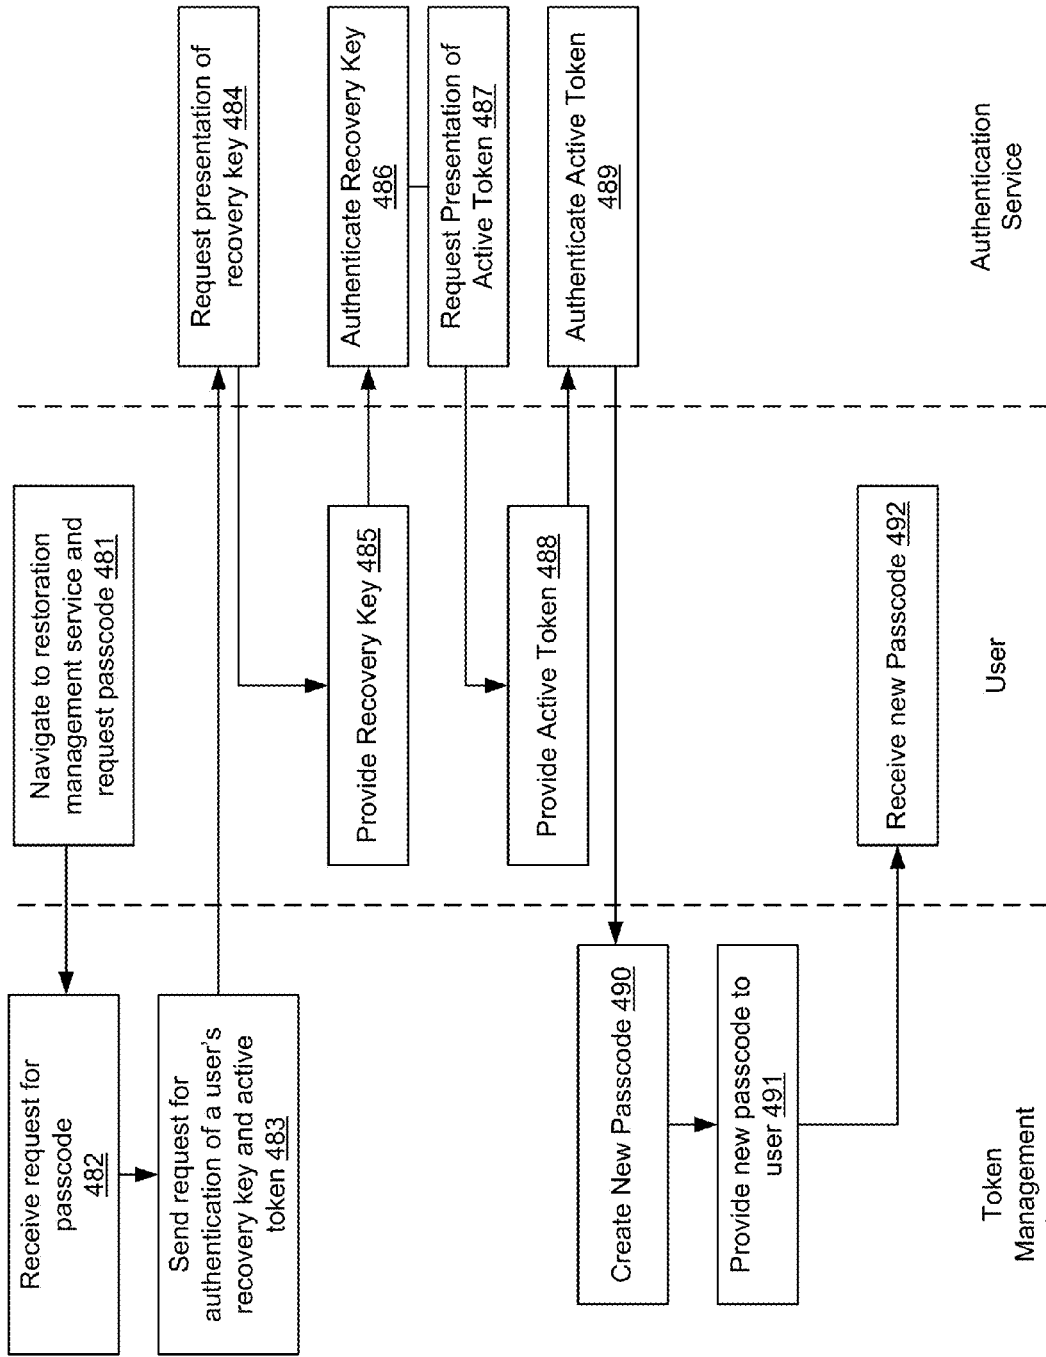 Receive request for
passcode
482
Send request for
authentication of a user's
recovery key and active
token 483
Create New Passcode 490
Provide new passcode to
user 491
Token
Management
Navigate to restoration
management service and
request passcode 481
Provide Recovery Key 485
Provide Active Token 488
Receive new Passcode 492
User
Request presentation of
recovery key 484
Authenticate Recovery Key
486
Request Presentation of
Active Token 487
Authenticate Active Token
489
Authentication
Service